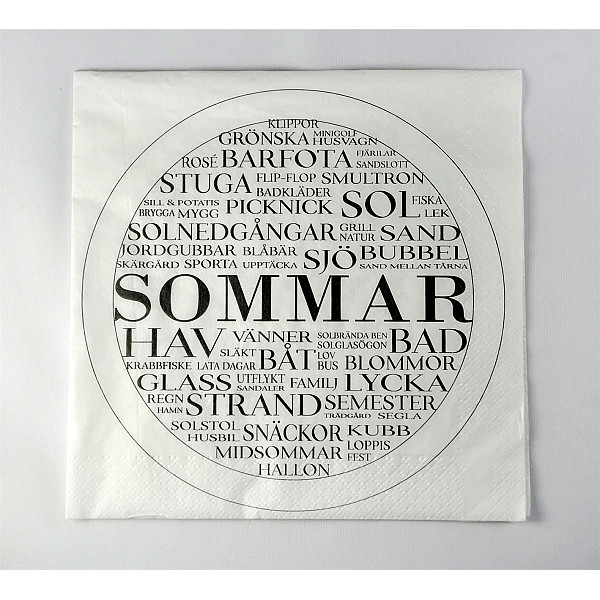 KLIPPOR
GRÖNSKA MINIGOLF HUSVAGN
ROSÉ BARFOTA FJÄRILAR SANDSLOTT
STUGA FLIP-FLOP SMULTRON
BADKLÄDER
SILL & POTATIS
BRYGGA MYGG PICKNICK SOL FISKA LEK
SOLNEDGÅNGAR GRILL NATUR SAND
JORDGUBBAR BLÅBÄR SJÖ BUBBEL
SKÄRGÅRD SPORTA UPPTÄCKA SAND MELLAN TÅRNA
SOMMAR
HAV VÄNNER SOLBRÄNDA BEN SOLGLASÖGON BAD
SLÄKT BÅT LOV BUS BLOMMOR
KRABBFISKE LATA DAGAR
GLASS UTFLYKT SANDALER FAMILJ LYCKA
REGN HAMN STRAND SEMESTER
TRÄDGÅRD SEGLA
SOLSTOL HUSBIL SNÄCKOR KUBB
MIDSOMMAR LOPPIS FEST
HALLON